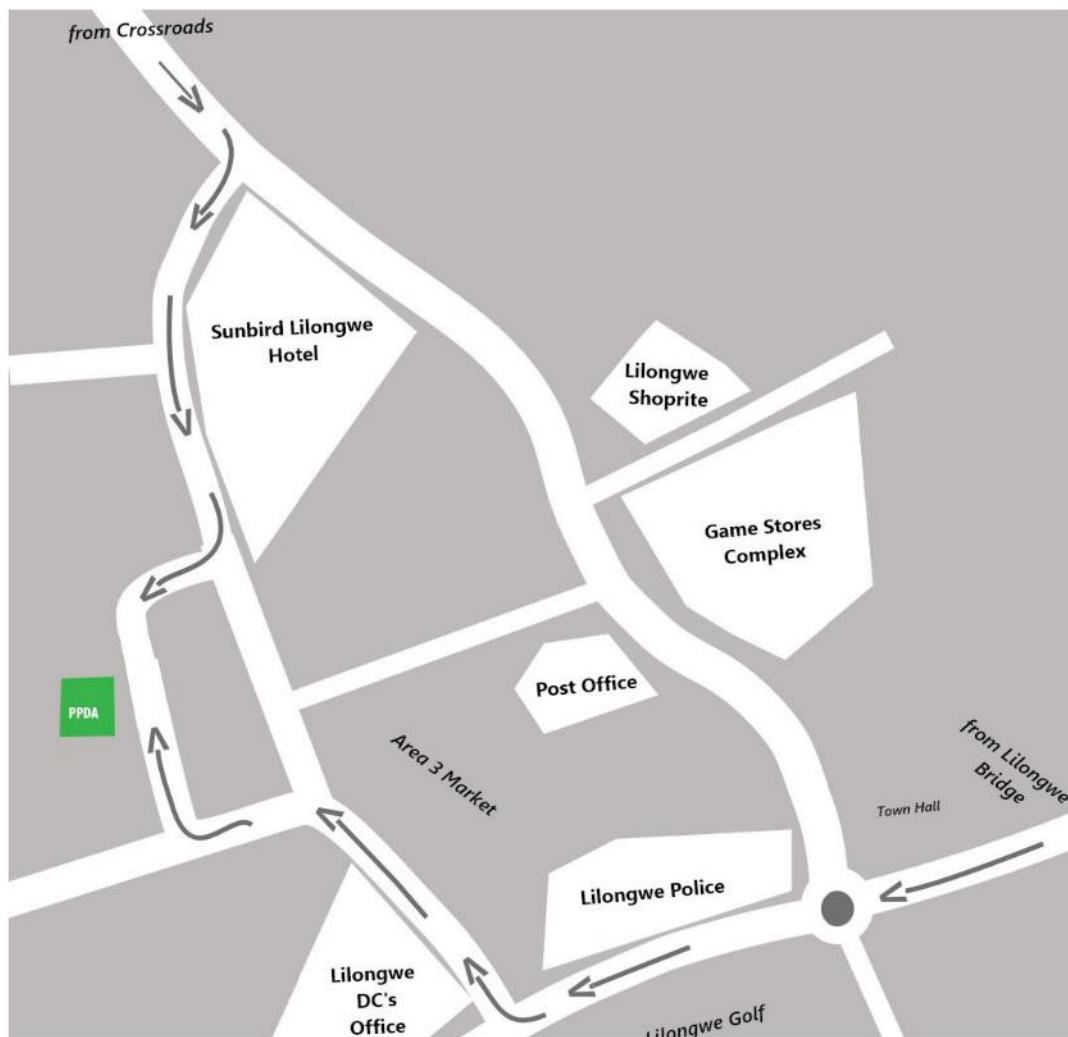 from Crossroads
Sunbird Lilongwe
Hotel
Lilongwe
Shoprite
Game Stores
Complex
Post Office
PPDA
Area 3 Market
from Lilongwe
Bridge
Town Hall
Lilongwe Police
Lilongwe
DC's
Office
Lilongwe Golf